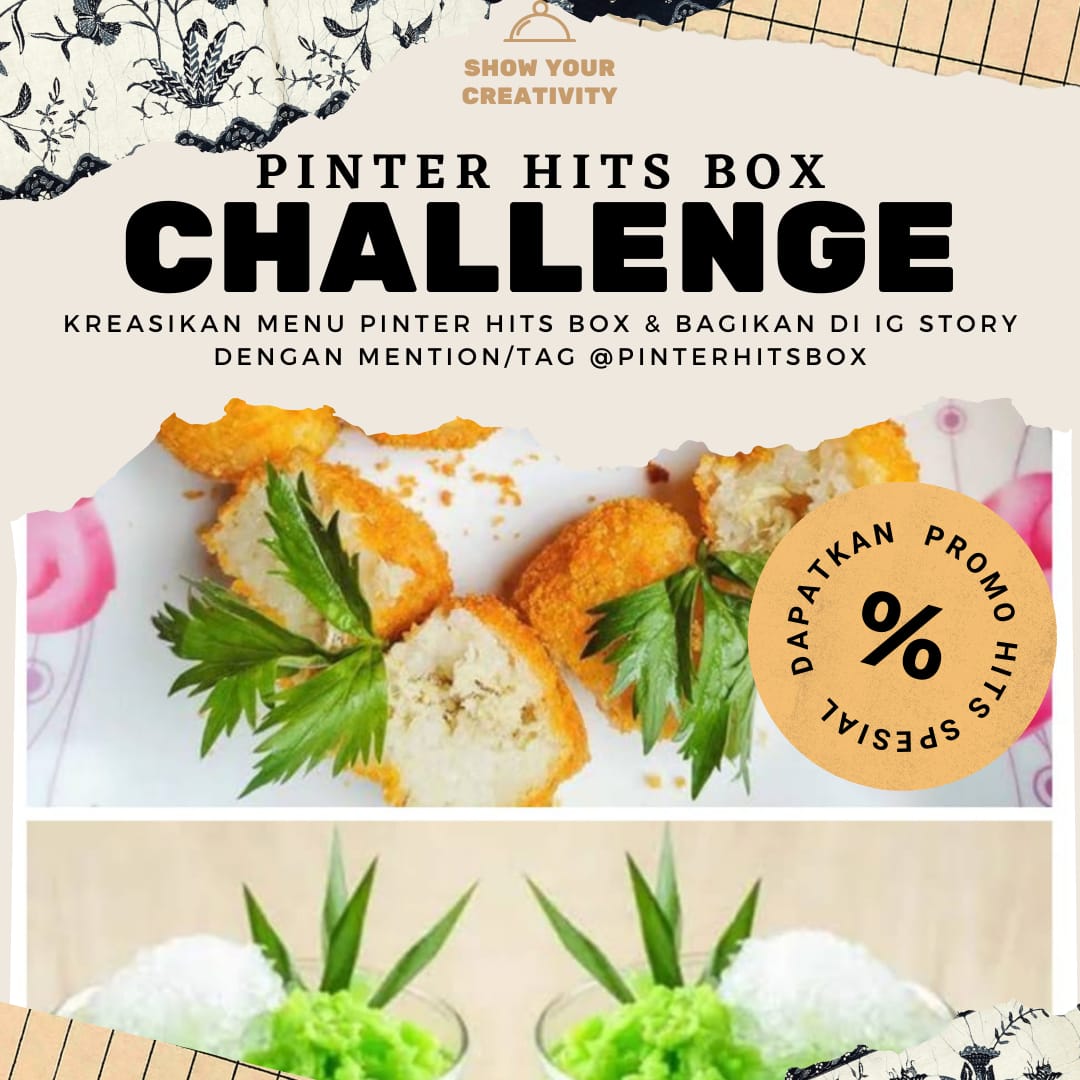 SHOW YOUR
CREATIVITY
PINTER HITS BOX
CHALLENGE
KREASIKAN MENU PINTER HITS BOX & BAGIKAN DI IG STORY
DENGAN MENTION/TAG @PINTERHITSBOX
DAPATKAN PROMO HITS SPESIAL
%